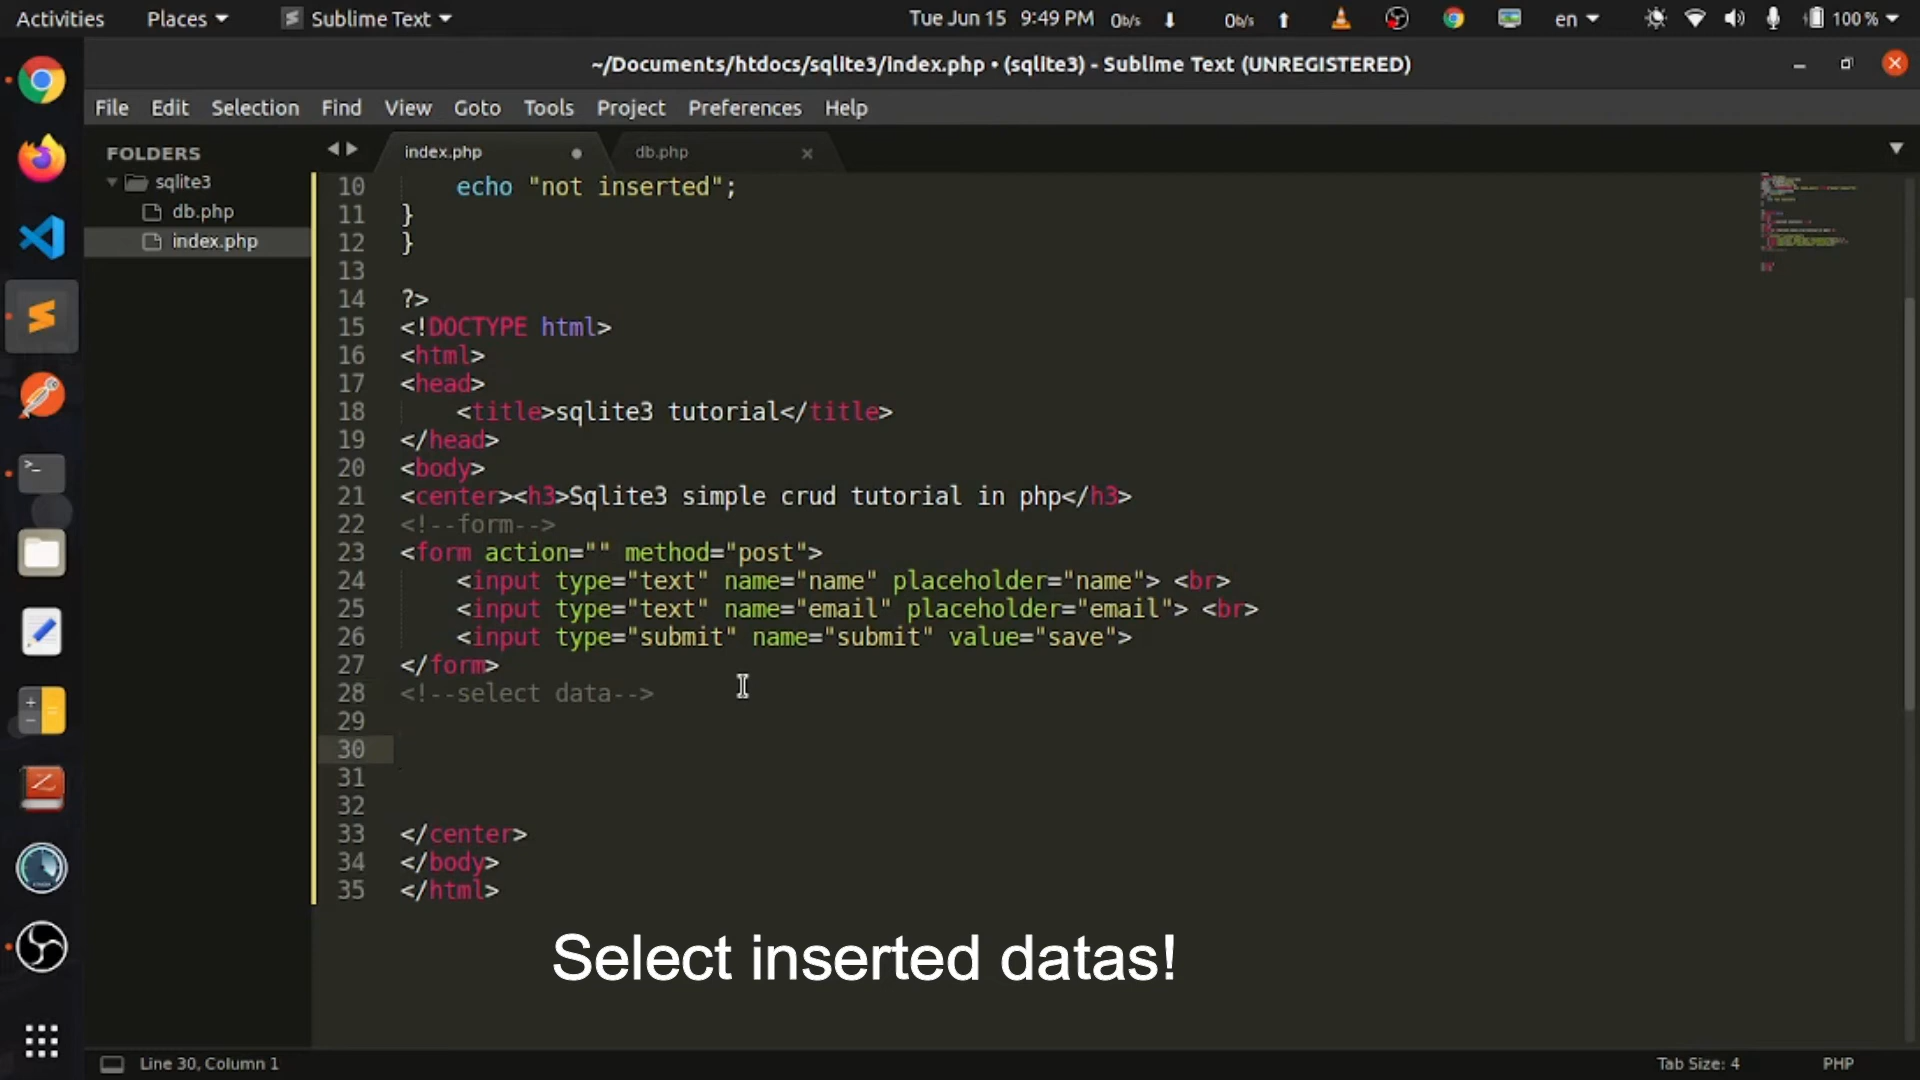 Activities Places Sublime Text Tue Jun 15 9:49 PM 0b/s 0b/s en 100 %
~/Documents/htdocs/sqlite3/index.php • (sqlite3) - Sublime Text (UNREGISTERED)
File Edit Selection Find View Goto Tools Project Preferences Help
FOLDERS
sqlite3
db.php
index.php
index.php db.php
10 echo "not inserted";
11 }
12 }
13
14 ?>
15 <!DOCTYPE html>
16 <html>
17 <head>
18 <title>sqlite3 tutorial</title>
19 </head>
20 <body>
21 <center><h3>Sqlite3 simple crud tutorial in php</h3>
22 <!--form-->
23 <form action="" method="post">
24 <input type="text" name="name" placeholder="name"> <br>
25 <input type="text" name="email" placeholder="email"> <br>
26 <input type="submit" name="submit" value="save">
27 </form>
28 <!--select data-->
29
30
31
32
33 </center>
34 </body>
35 </html>
Select inserted datas!
Line 30, Column 1 Tab Size: 4 PHP